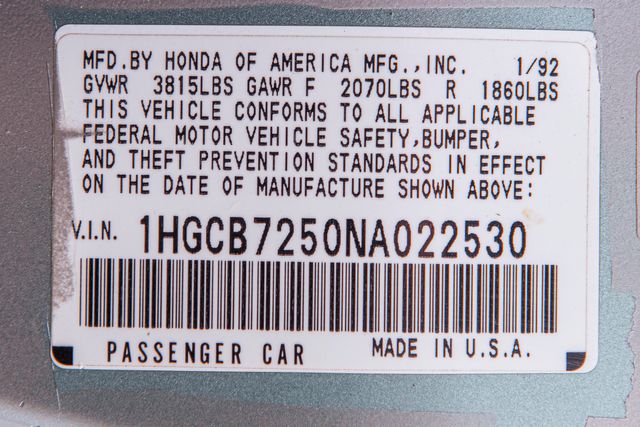 MFD.BY HONDA OF AMERICA MFG.,INC. 1/92
GVWR 3815LBS GAWR F 2070LBS R 1860LBS
THIS VEHICLE CONFORMS TO ALL APPLICABLE
FEDERAL MOTOR VEHICLE SAFETY,BUMPER,
AND THEFT PREVENTION STANDARDS IN EFFECT
ON THE DATE OF MANUFACTURE SHOWN ABOVE:
V.I.N. 1HGCB7250NA022530
PASSENGER CAR MADE IN U.S.A.